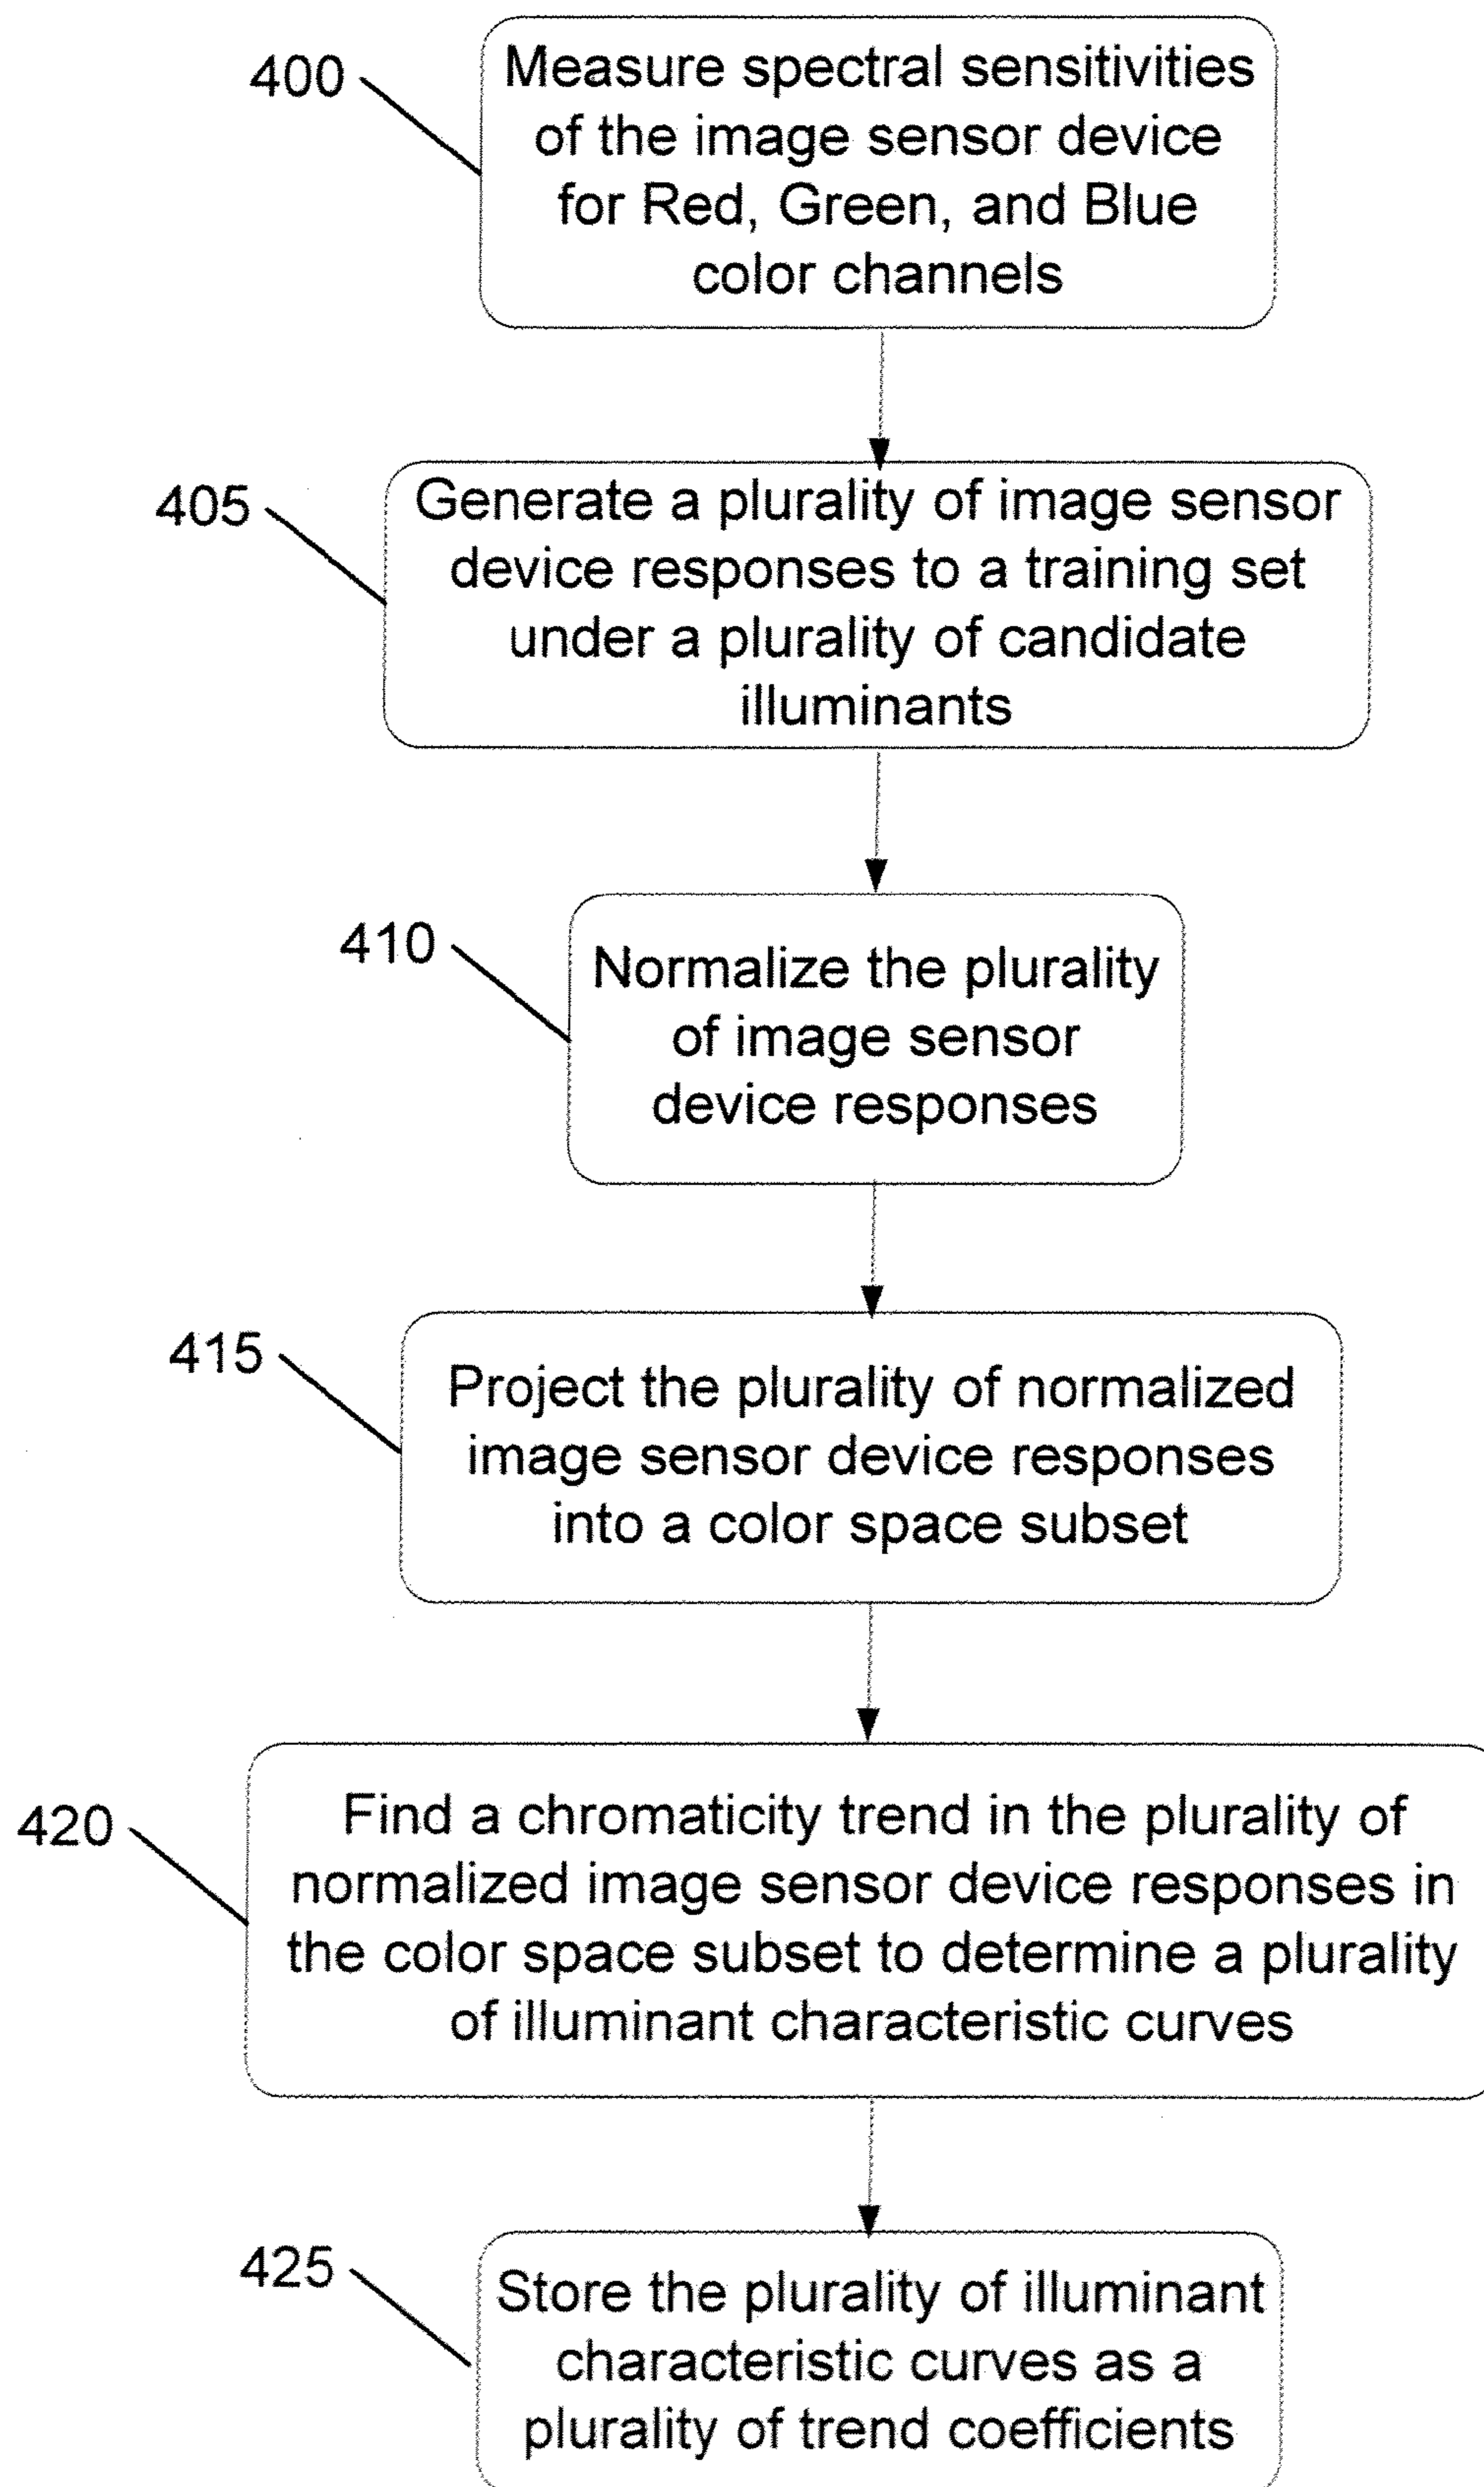 400
Measure spectral sensitivities
of the image sensor device
for Red, Green, and Blue
color channels
405
Generate a plurality of image sensor
device responses to a training set
under a plurality of candidate
illuminants
410
Normalize the plurality
of image sensor
device responses
415
Project the plurality of normalized
image sensor device responses
into a color space subset
420
Find a chromaticity trend in the plurality of
normalized image sensor device responses in
the color space subset to determine a plurality
of illuminant characteristic curves
425
Store the plurality of illuminant
characteristic curves as a
plurality of trend coefficients